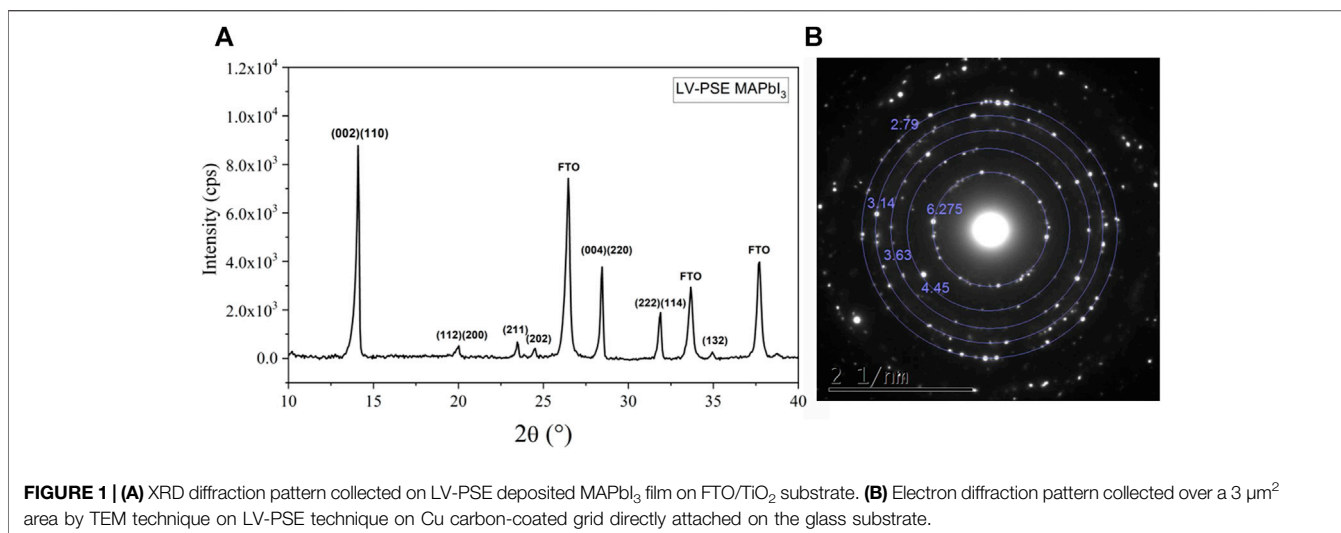 A
B
1.2x10⁴
1.0x10⁴
8.0x10³
6.0x10³
4.0x10³
2.0x10³
0.0
Intensity (cps)
LV-PSE MAPbI₃
(002)(110)
(112)(200)
(211)
(202)
FTO
(004)(220)
(222)(114)
FTO
(132)
FTO
10 15 20 25 30 35 40
2θ (°)
2.79
3.14
6.275
3.63
4.45
2 1/nm
FIGURE 1 | (A) XRD diffraction pattern collected on LV-PSE deposited MAPbI₃ film on FTO/TiO₂ substrate. (B) Electron diffraction pattern collected over a 3 μm²
area by TEM technique on LV-PSE technique on Cu carbon-coated grid directly attached on the glass substrate.